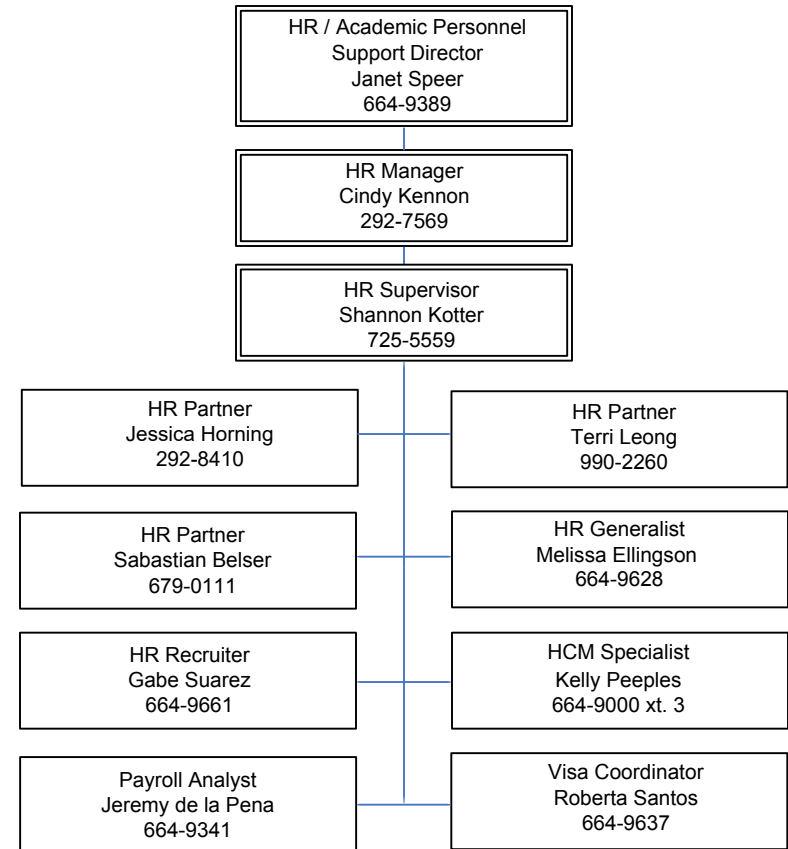 HR / Academic Personnel
Support Director
Janet Speer
664-9389
HR Manager
Cindy Kennon
292-7569
HR Supervisor
Shannon Kotter
725-5559
HR Partner
Jessica Horning
292-8410
HR Partner
Terri Leong
990-2260
HR Partner
Sabastian Belser
679-0111
HR Generalist
Melissa Ellingson
664-9628
HR Recruiter
Gabe Suarez
664-9661
HCM Specialist
Kelly Peeples
664-9000 xt. 3
Payroll Analyst
Jeremy de la Pena
664-9341
Visa Coordinator
Roberta Santos
664-9637